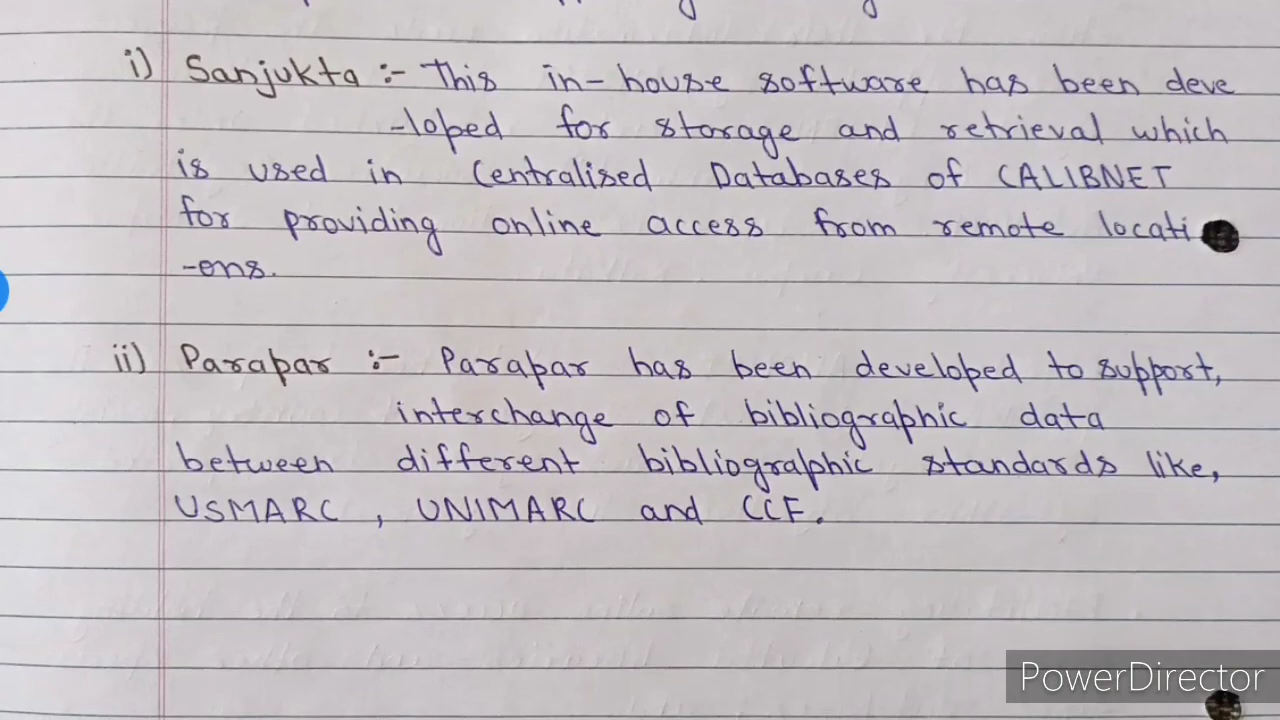 i) Sanjukta :- This in-house software has been deve
-loped for storage and retrieval which
is used in Centralised Databases of CALIBNET
for providing online access from remote locati
-ons.
ii) Parapar :- Parapar has been developed to support,
interchange of bibliographic data
between different bibliographic standards like,
USMARC, UNIMARC and CCF.
PowerDirector